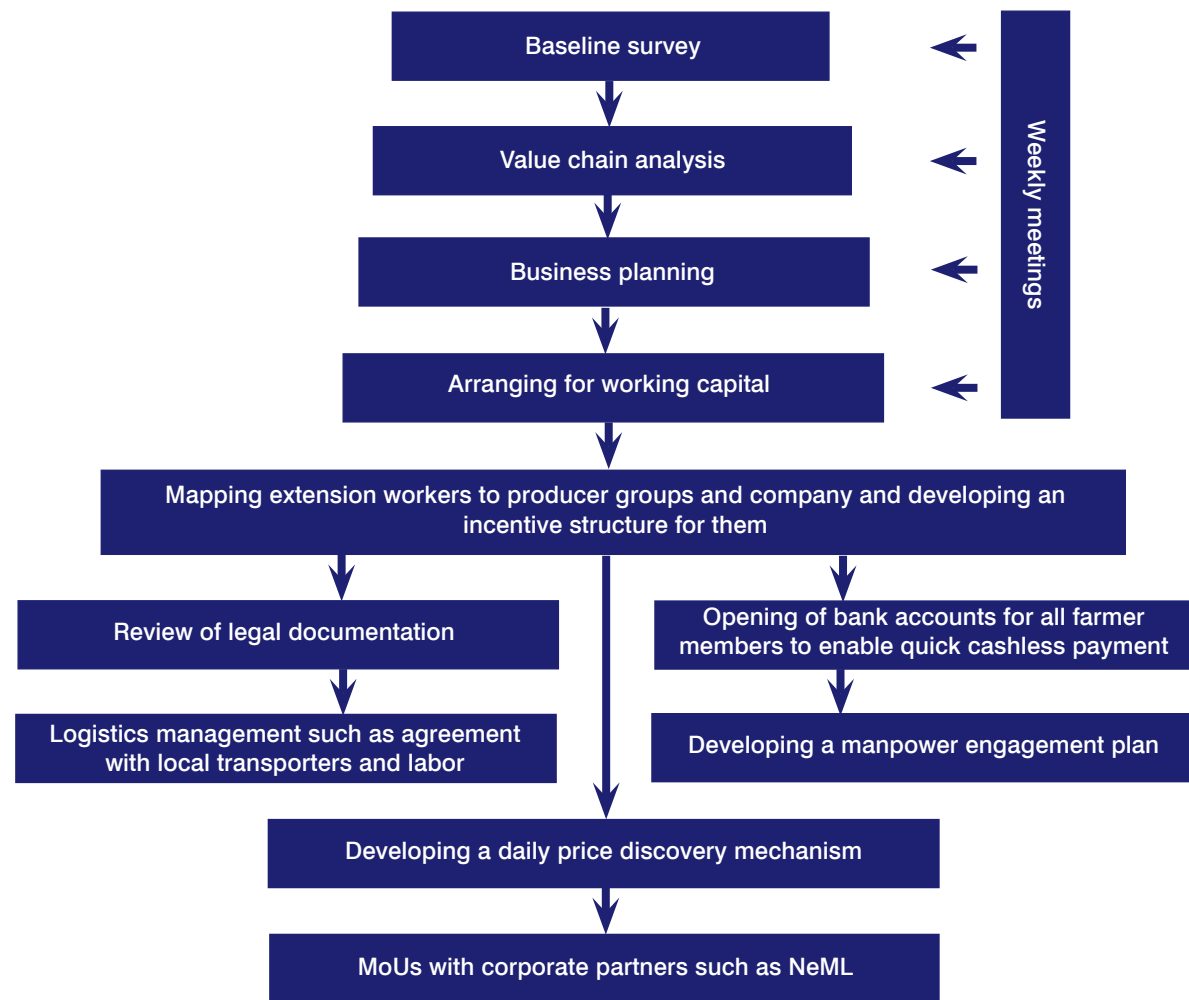 Baseline survey
Value chain analysis
Business planning
Arranging for working capital
Weekly meetings
Mapping extension workers to producer groups and company and developing an
incentive structure for them
Review of legal documentation
Logistics management such as agreement
with local transporters and labor
Opening of bank accounts for all farmer
members to enable quick cashless payment
Developing a manpower engagement plan
Developing a daily price discovery mechanism
MoUs with corporate partners such as NeML